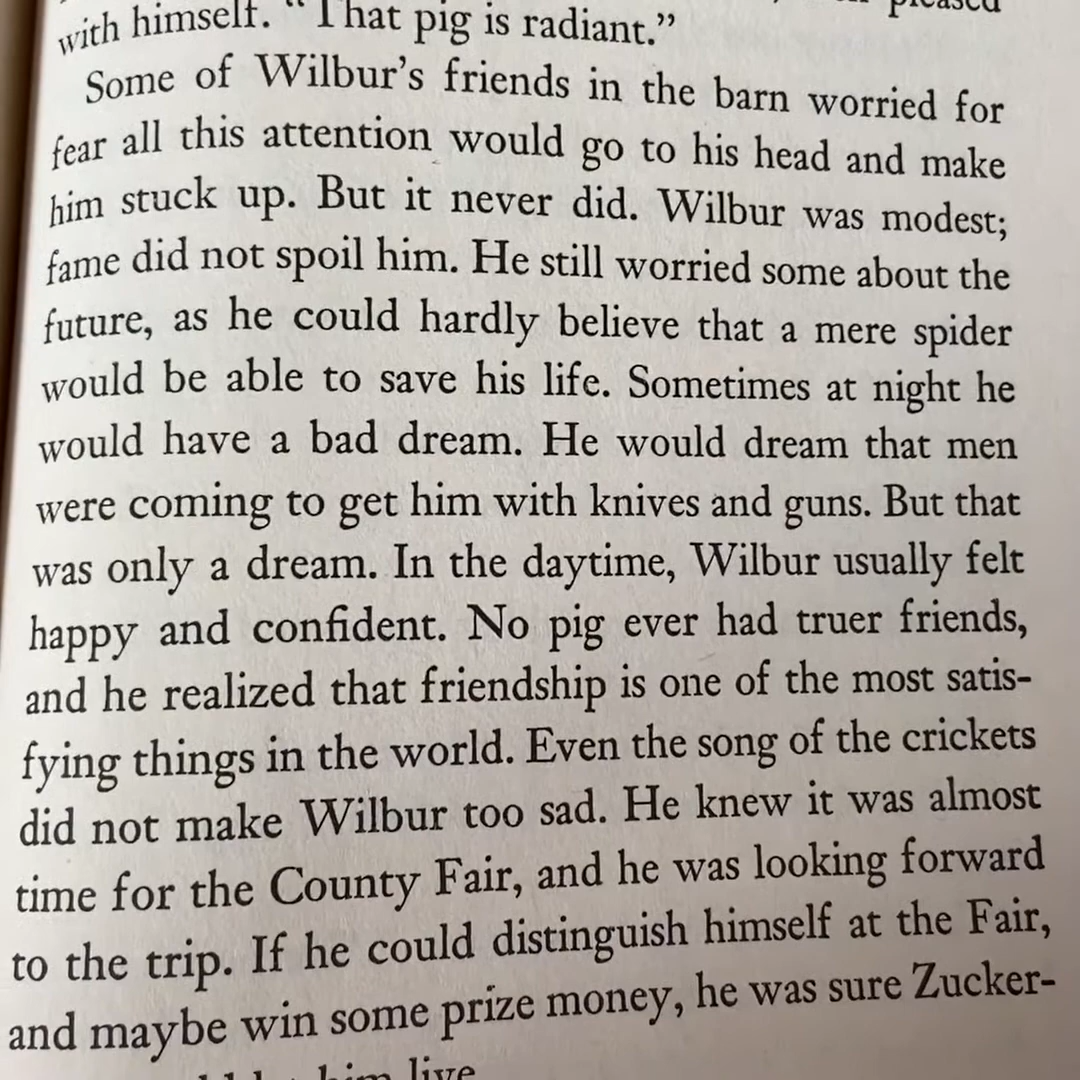 pleased
with himself. “That pig is radiant.”
Some of Wilbur’s friends in the barn worried for
fear all this attention would go to his head and make
him stuck up. But it never did. Wilbur was modest;
fame did not spoil him. He still worried some about the
future, as he could hardly believe that a mere spider
would be able to save his life. Sometimes at night he
would have a bad dream. He would dream that men
were coming to get him with knives and guns. But that
was only a dream. In the daytime, Wilbur usually felt
happy and confident. No pig ever had truer friends,
and he realized that friendship is one of the most satis-
fying things in the world. Even the song of the crickets
did not make Wilbur too sad. He knew it was almost
time for the County Fair, and he was looking forward
to the trip. If he could distinguish himself at the Fair,
and maybe win some prize money, he was sure Zucker-
him live